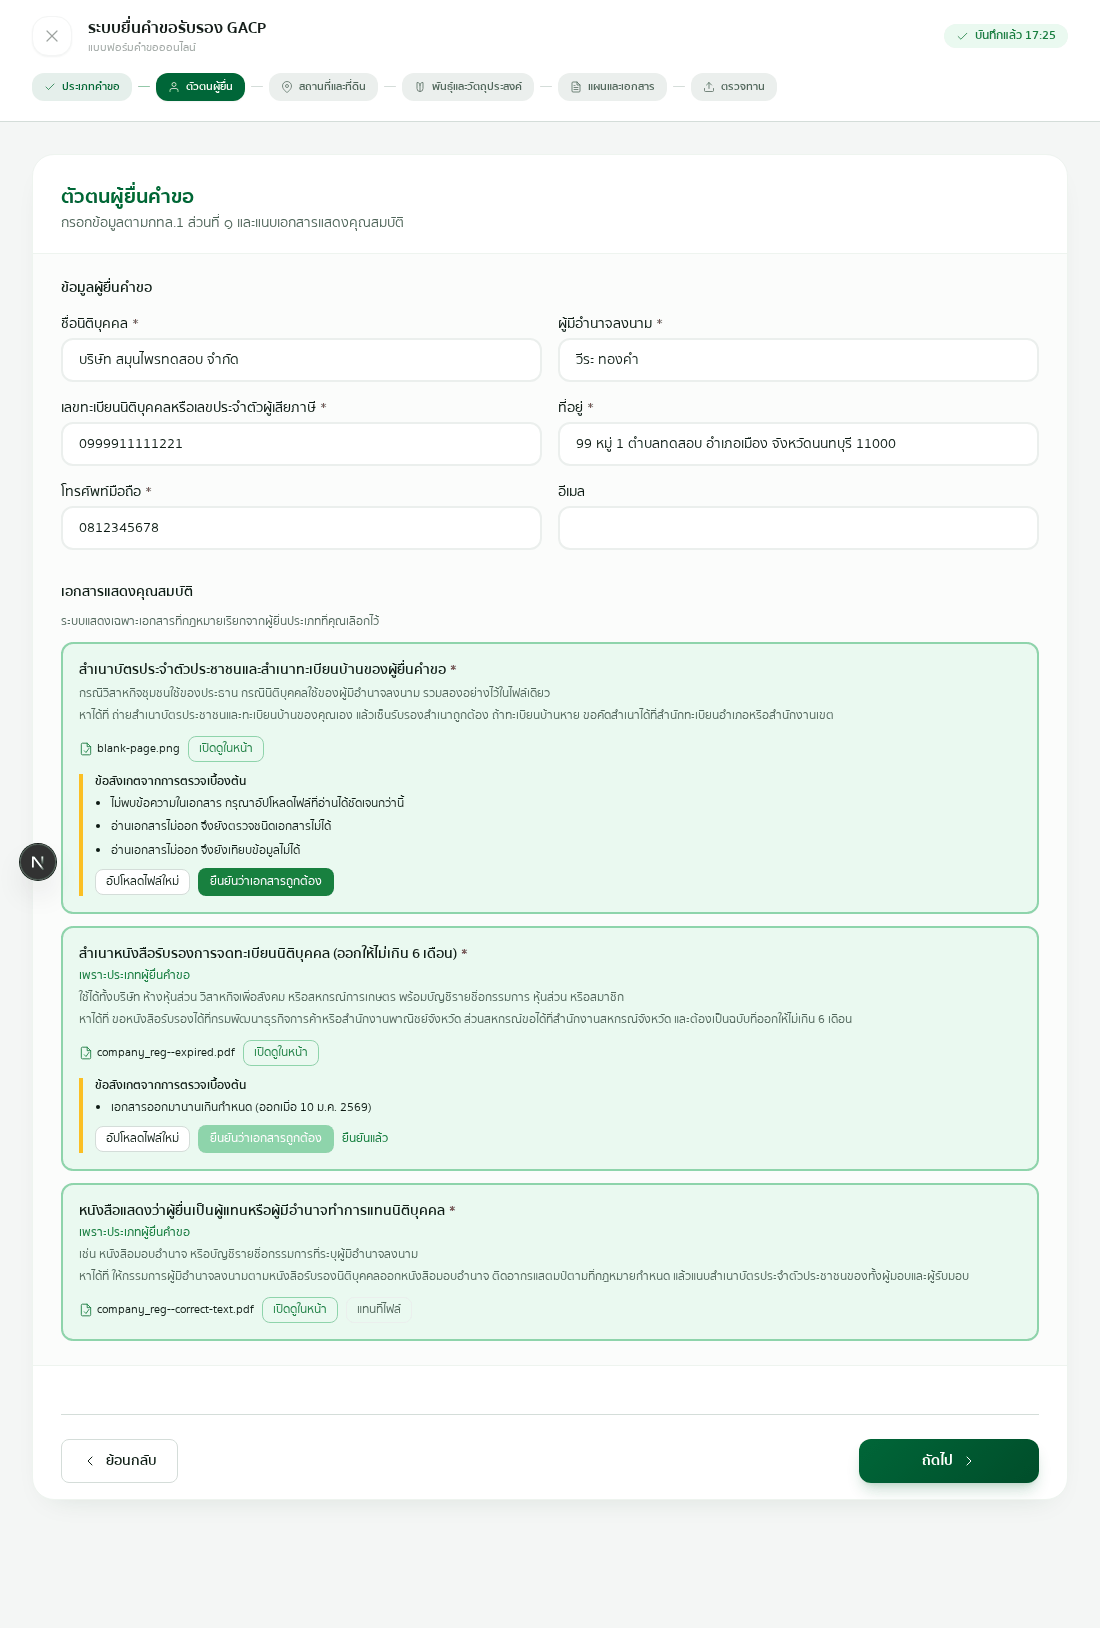 ระบบยื่นคำขอรับรอง GACP
แบบฟอร์มคำขอออนไลน์
บันทึกแล้ว 17:25
ประเภทคำขอ
ตัวตนผู้ยื่น
สถานที่และที่ดิน
พันธุ์และวัตถุประสงค์
แผนและเอกสาร
ตรวจทาน
ตัวตนผู้ยื่นคำขอ
กรอกข้อมูลตามกทล.1 ส่วนที่ ๑ และแนบเอกสารแสดงคุณสมบัติ
ข้อมูลผู้ยื่นคำขอ
ชื่อนิติบุคคล *
ผู้มีอำนาจลงนาม *
บริษัท สมุนไพรทดสอบ จำกัด
วีระ ทองคำ
เลขทะเบียนนิติบุคคลหรือเลขประจำตัวผู้เสียภาษี *
ที่อยู่ *
0999911111221
99 หมู่ 1 ตำบลทดสอบ อำเภอเมือง จังหวัดนนทบุรี 11000
โทรศัพท์มือถือ *
อีเมล
0812345678
เอกสารแสดงคุณสมบัติ
ระบบแสดงเฉพาะเอกสารที่กฎหมายเรียกจากผู้ยื่นประเภทที่คุณเลือกไว้
สำเนาบัตรประจำตัวประชาชนและสำเนาทะเบียนบ้านของผู้ยื่นคำขอ *
กรณีวิสาหกิจชุมชนใช้ของประธาน กรณีนิติบุคคลใช้ของผู้มีอำนาจลงนาม รวมสองอย่างไว้ในไฟล์เดียว
หาได้ที่ ถ่ายสำเนาบัตรประชาชนและทะเบียนบ้านของคุณเอง แล้วเซ็นรับรองสำเนาถูกต้อง ถ้าทะเบียนบ้านหาย ขอคัดสำเนาได้ที่สำนักทะเบียนอำเภอหรือสำนักงานเขต
blank-page.png
เปิดดูในหน้า
ข้อสังเกตจากการตรวจเบื้องต้น
• ไม่พบข้อความในเอกสาร กรุณาอัปโหลดไฟล์ที่อ่านได้ชัดเจนกว่านี้
• อ่านเอกสารไม่ออก จึงยังตรวจชนิดเอกสารไม่ได้
• อ่านเอกสารไม่ออก จึงยังเทียบข้อมูลไม่ได้
อัปโหลดไฟล์ใหม่
ยืนยันว่าเอกสารถูกต้อง
N
สำเนาหนังสือรับรองการจดทะเบียนนิติบุคคล (ออกให้ไม่เกิน 6 เดือน) *
เพราะประเภทผู้ยื่นคำขอ
ใช้ได้ทั้งบริษัท ห้างหุ้นส่วน วิสาหกิจเพื่อสังคม หรือสหกรณ์การเกษตร พร้อมบัญชีรายชื่อกรรมการ หุ้นส่วน หรือสมาชิก
หาได้ที่ ขอหนังสือรับรองได้ที่กรมพัฒนาธุรกิจการค้าหรือสำนักงานพาณิชย์จังหวัด ส่วนสหกรณ์ขอได้ที่สำนักงานสหกรณ์จังหวัด และต้องเป็นฉบับที่ออกให้ไม่เกิน 6 เดือน
company_reg--expired.pdf
เปิดดูในหน้า
ข้อสังเกตจากการตรวจเบื้องต้น
• เอกสารออกมานานเกินกำหนด (ออกเมื่อ 10 ม.ค. 2569)
อัปโหลดไฟล์ใหม่
ยืนยันว่าเอกสารถูกต้อง
ยืนยันแล้ว
หนังสือแสดงว่าผู้ยื่นเป็นผู้แทนหรือผู้มีอำนาจทำการแทนนิติบุคคล *
เพราะประเภทผู้ยื่นคำขอ
เช่น หนังสือมอบอำนาจ หรือบัญชีรายชื่อกรรมการที่ระบุผู้มีอำนาจลงนาม
หาได้ที่ ให้กรรมการผู้มีอำนาจลงนามตามหนังสือรับรองนิติบุคคลออกหนังสือมอบอำนาจ ติดอากรแสตมป์ตามที่กฎหมายกำหนด แล้วแนบสำเนาบัตรประจำตัวประชาชนของทั้งผู้มอบและผู้รับมอบ
company_reg--correct-text.pdf
เปิดดูในหน้า
แทนที่ไฟล์
ย้อนกลับ
ถัดไป